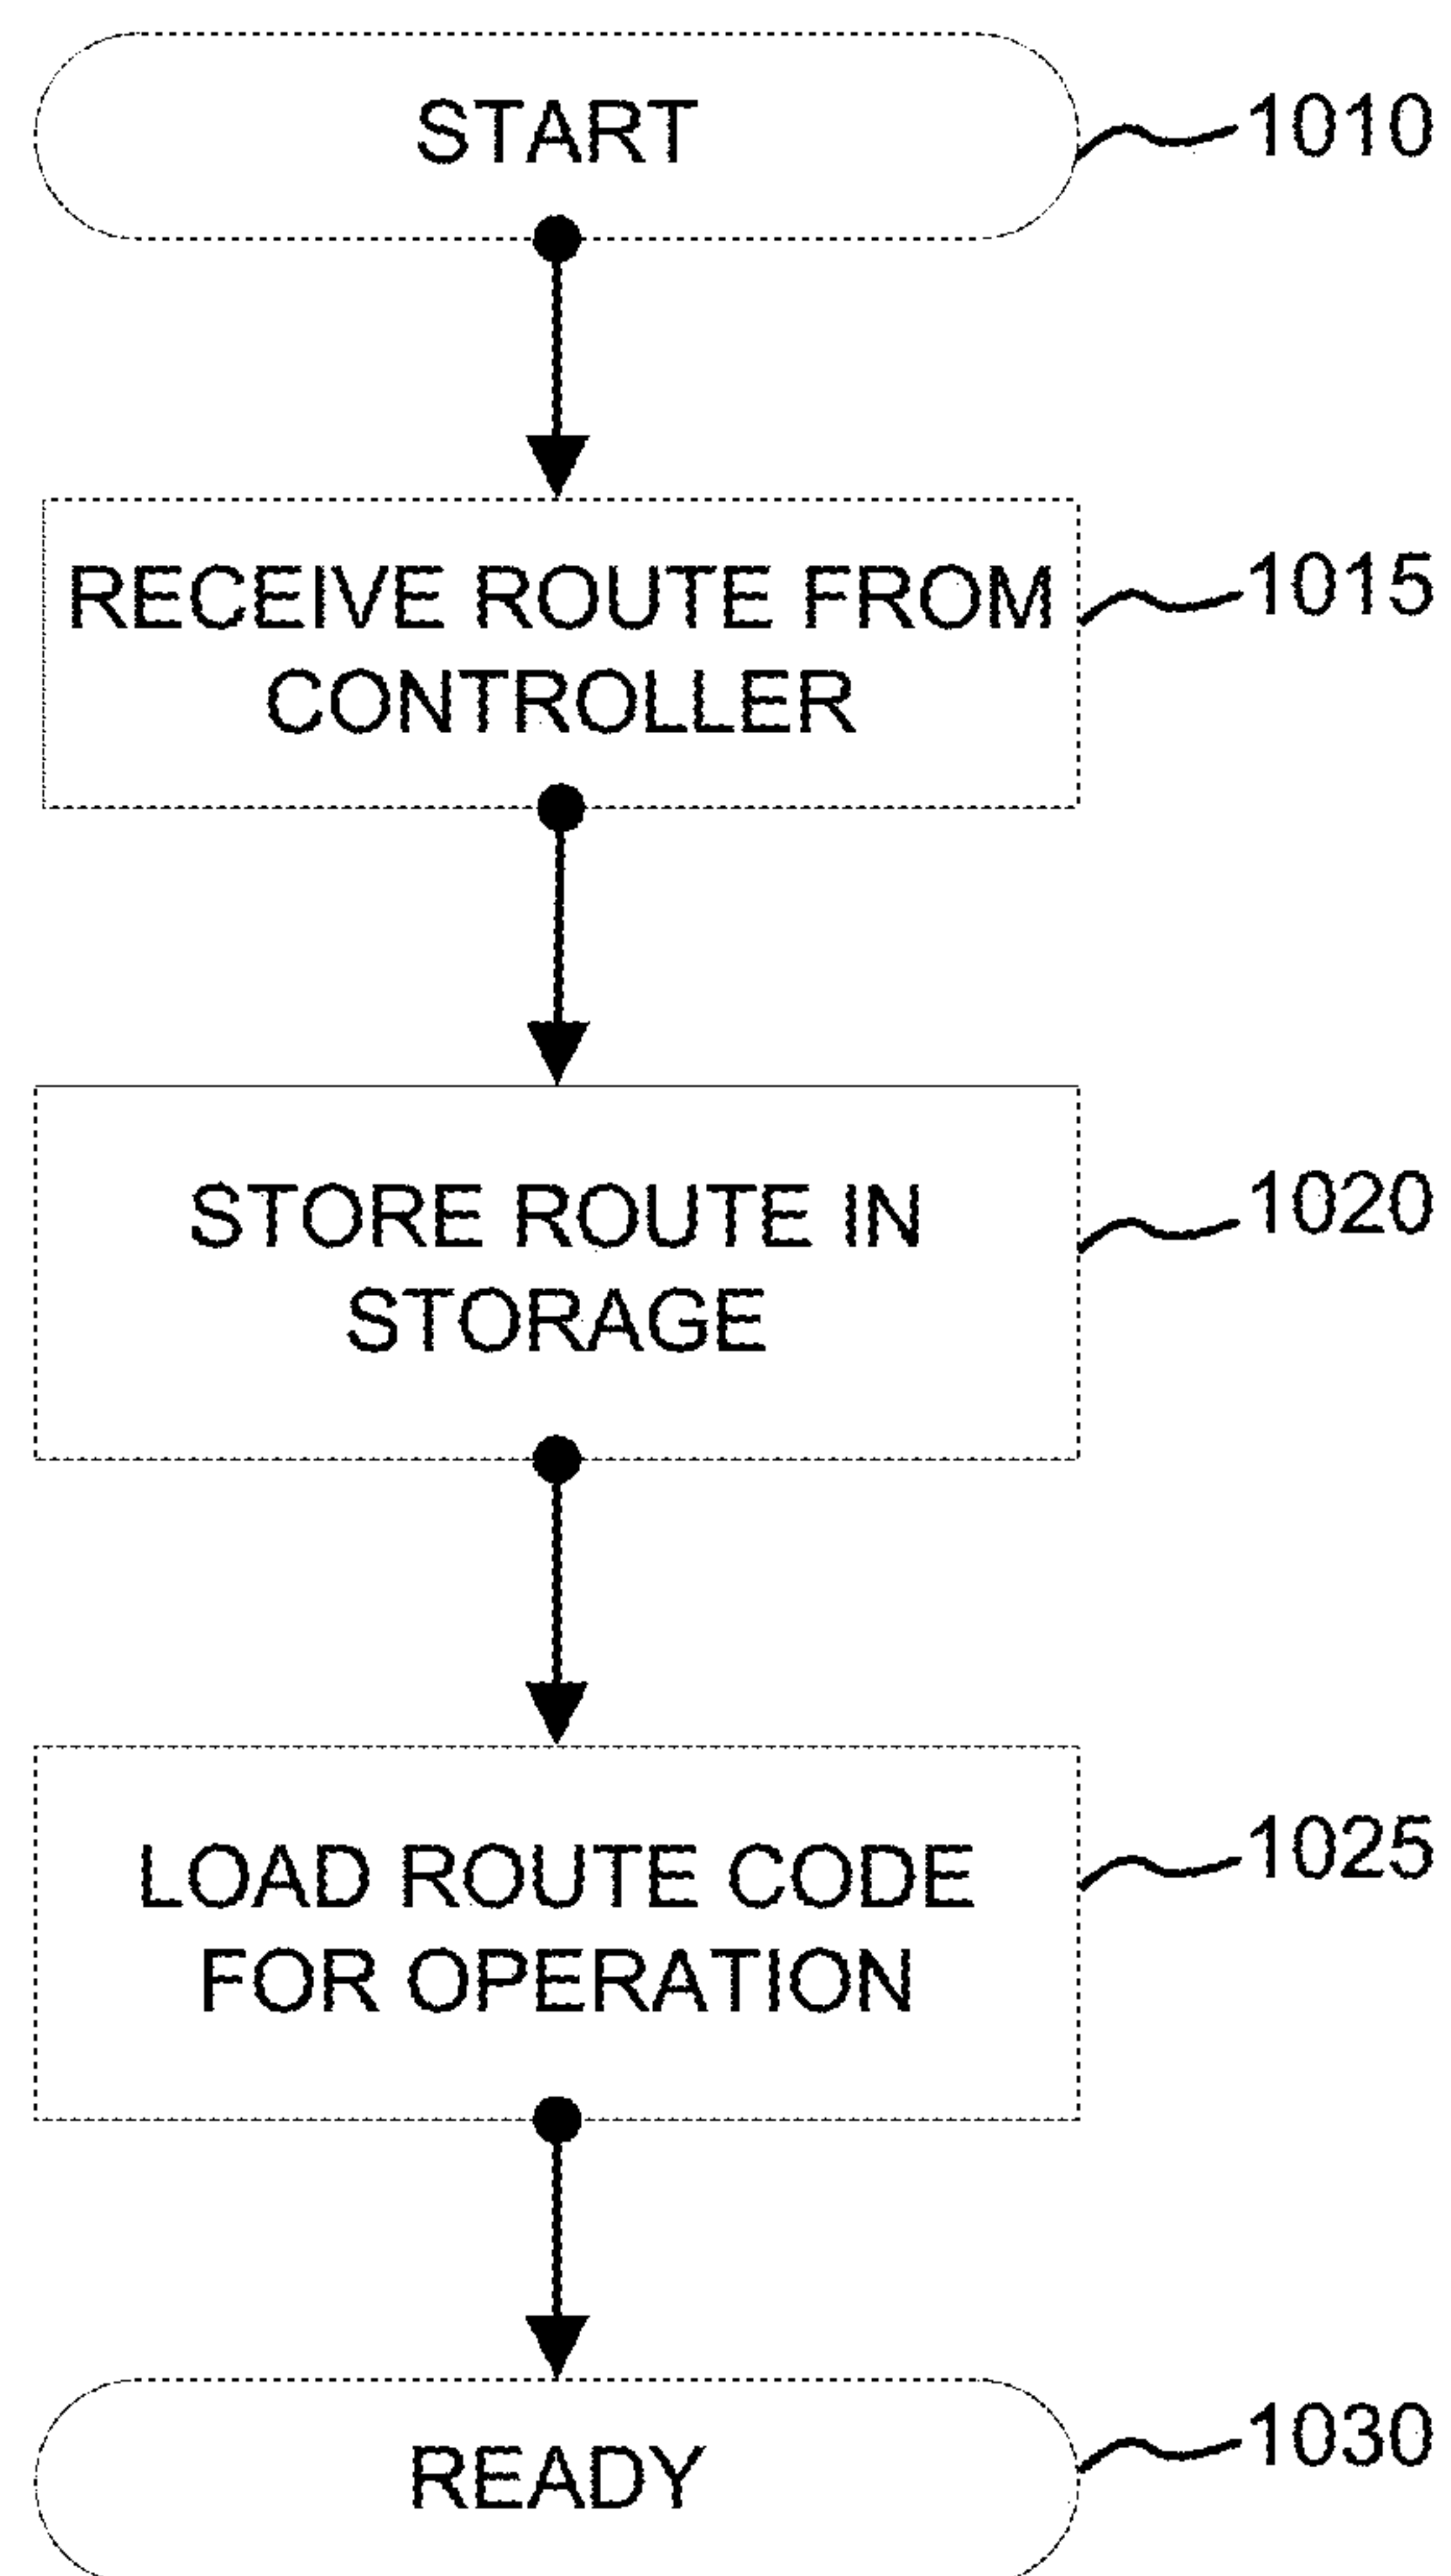 START
1010
RECEIVE ROUTE FROM
CONTROLLER
1015
STORE ROUTE IN
STORAGE
1020
LOAD ROUTE CODE
FOR OPERATION
1025
READY
1030